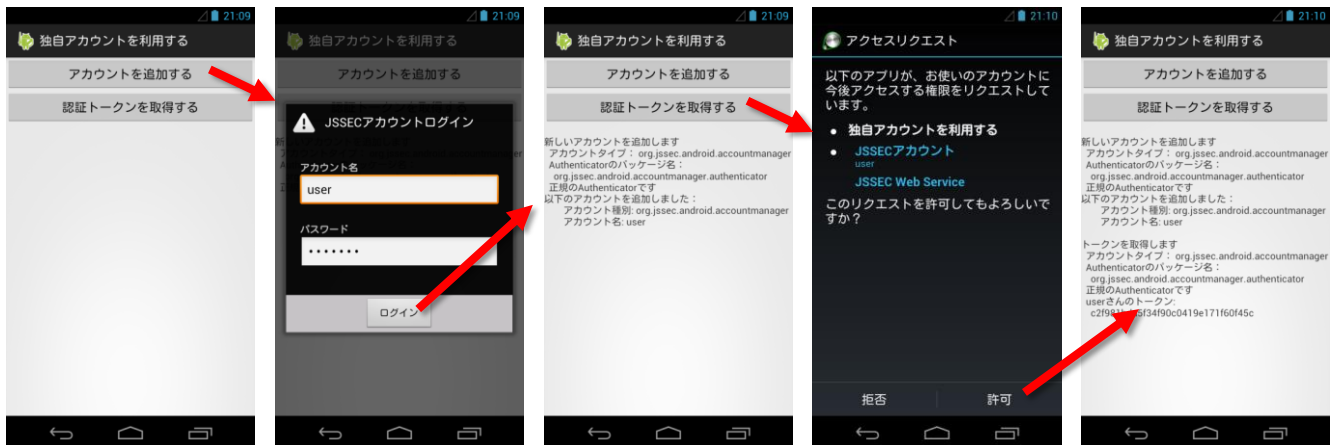 21:09
独自アカウントを利用する
アカウントを追加する
認証トークンを取得する
21:09
独自アカウントを利用する
アカウントを追加する
JSSECアカウントログイン
アカウント名
user
パスワード
•••••••
ログイン
21:09
独自アカウントを利用する
アカウントを追加する
認証トークンを取得する
新しいアカウントを追加します
アカウントタイプ： org.jssec.android.accountmanager
Authenticatorのパッケージ名：
org.jssec.android.accountmanager.authenticator
正規のAuthenticatorです
以下のアカウントを追加しました：
アカウント種別: org.jssec.android.accountmanager
アカウント名: user
21:10
アクセスリクエスト
以下のアプリが、お使いのアカウントに
今後アクセスする権限をリクエストして
います。
• 独自アカウントを利用する
• JSSECアカウント
user
JSSEC Web Service
このリクエストを許可してもよろしいで
すか？
拒否
許可
21:10
独自アカウントを利用する
アカウントを追加する
認証トークンを取得する
新しいアカウントを追加します
アカウントタイプ： org.jssec.android.accountmanager
Authenticatorのパッケージ名：
org.jssec.android.accountmanager.authenticator
正規のAuthenticatorです
以下のアカウントを追加しました：
アカウント種別: org.jssec.android.accountmanager
アカウント名: user
トークンを取得します
アカウントタイプ： org.jssec.android.accountmanager
Authenticatorのパッケージ名：
org.jssec.android.accountmanager.authenticator
正規のAuthenticatorです
userさんのトークン: